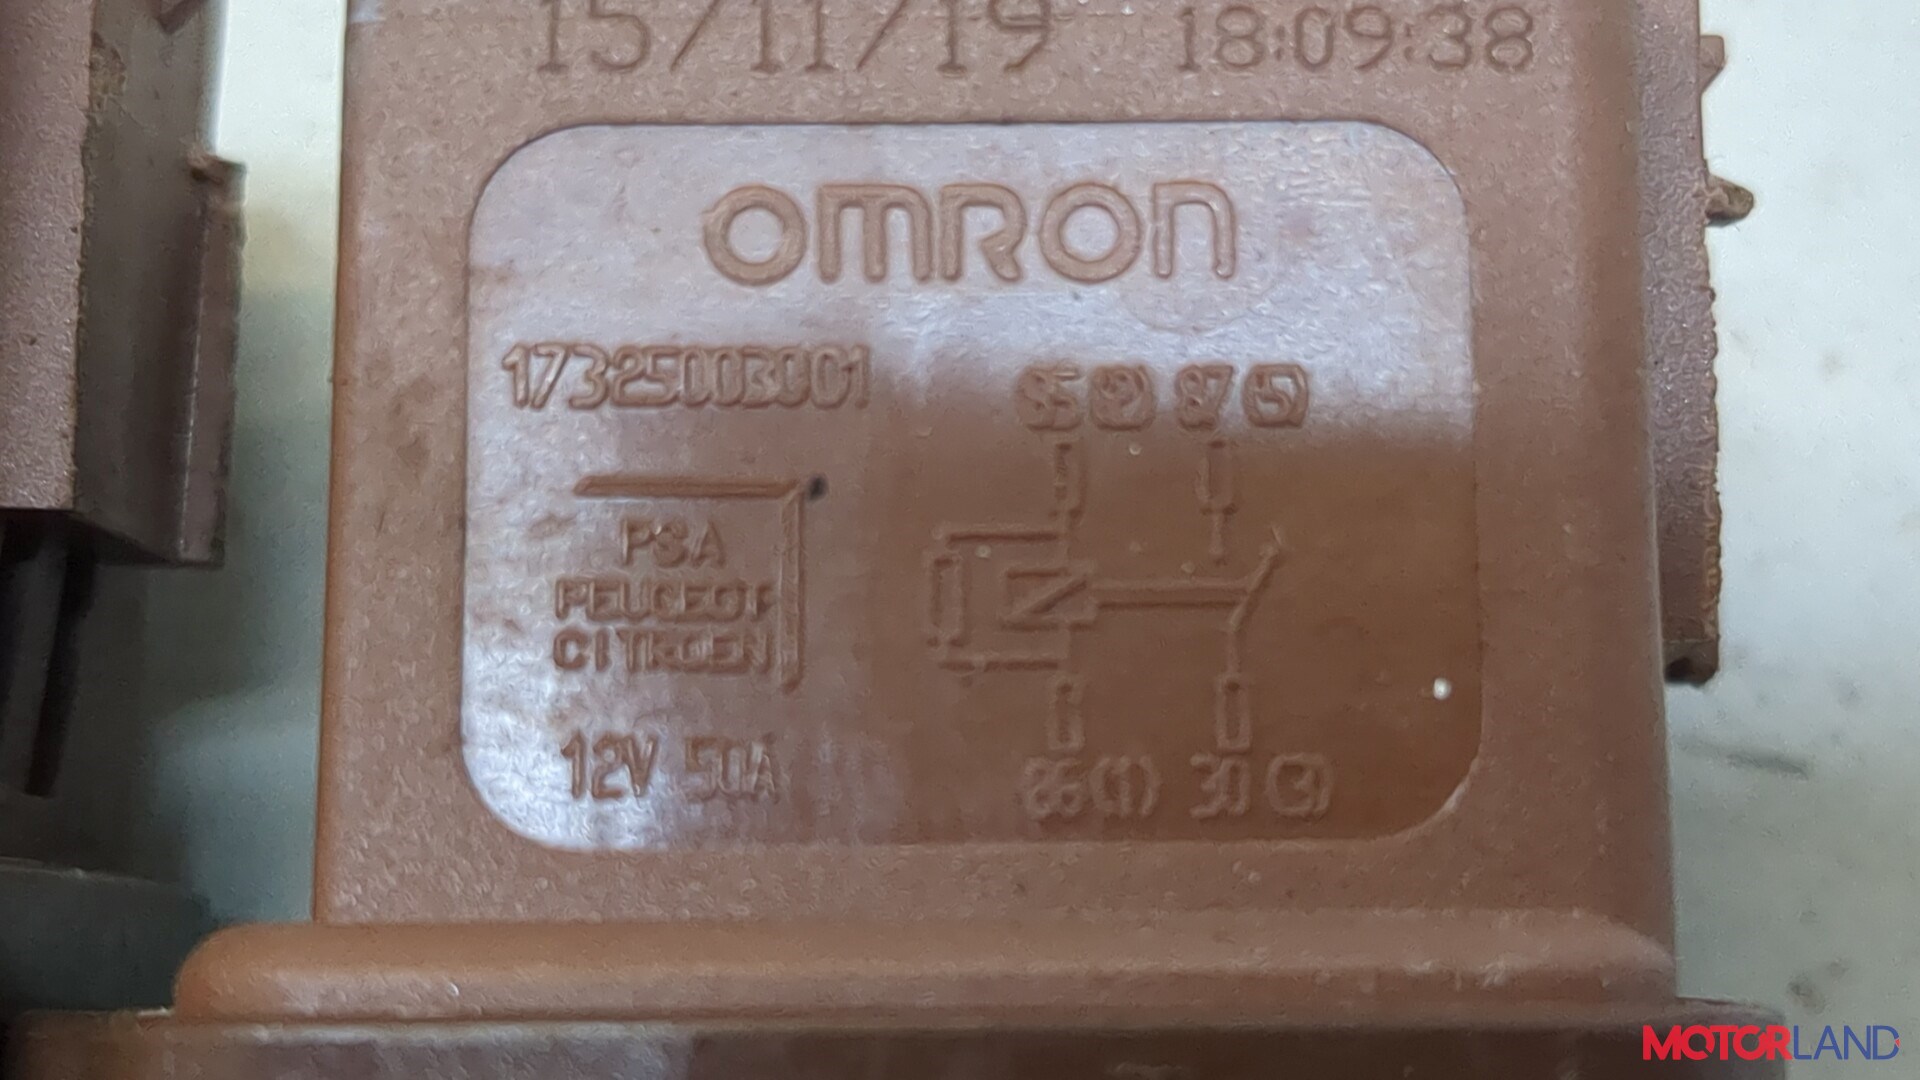 15/11/19 18:09:38
OMRON
17325003001
85(2) 87(5)
PSA
PEUGEOT
CITROEN
12V 50A
86(1) 30(3)
MOTORLAND